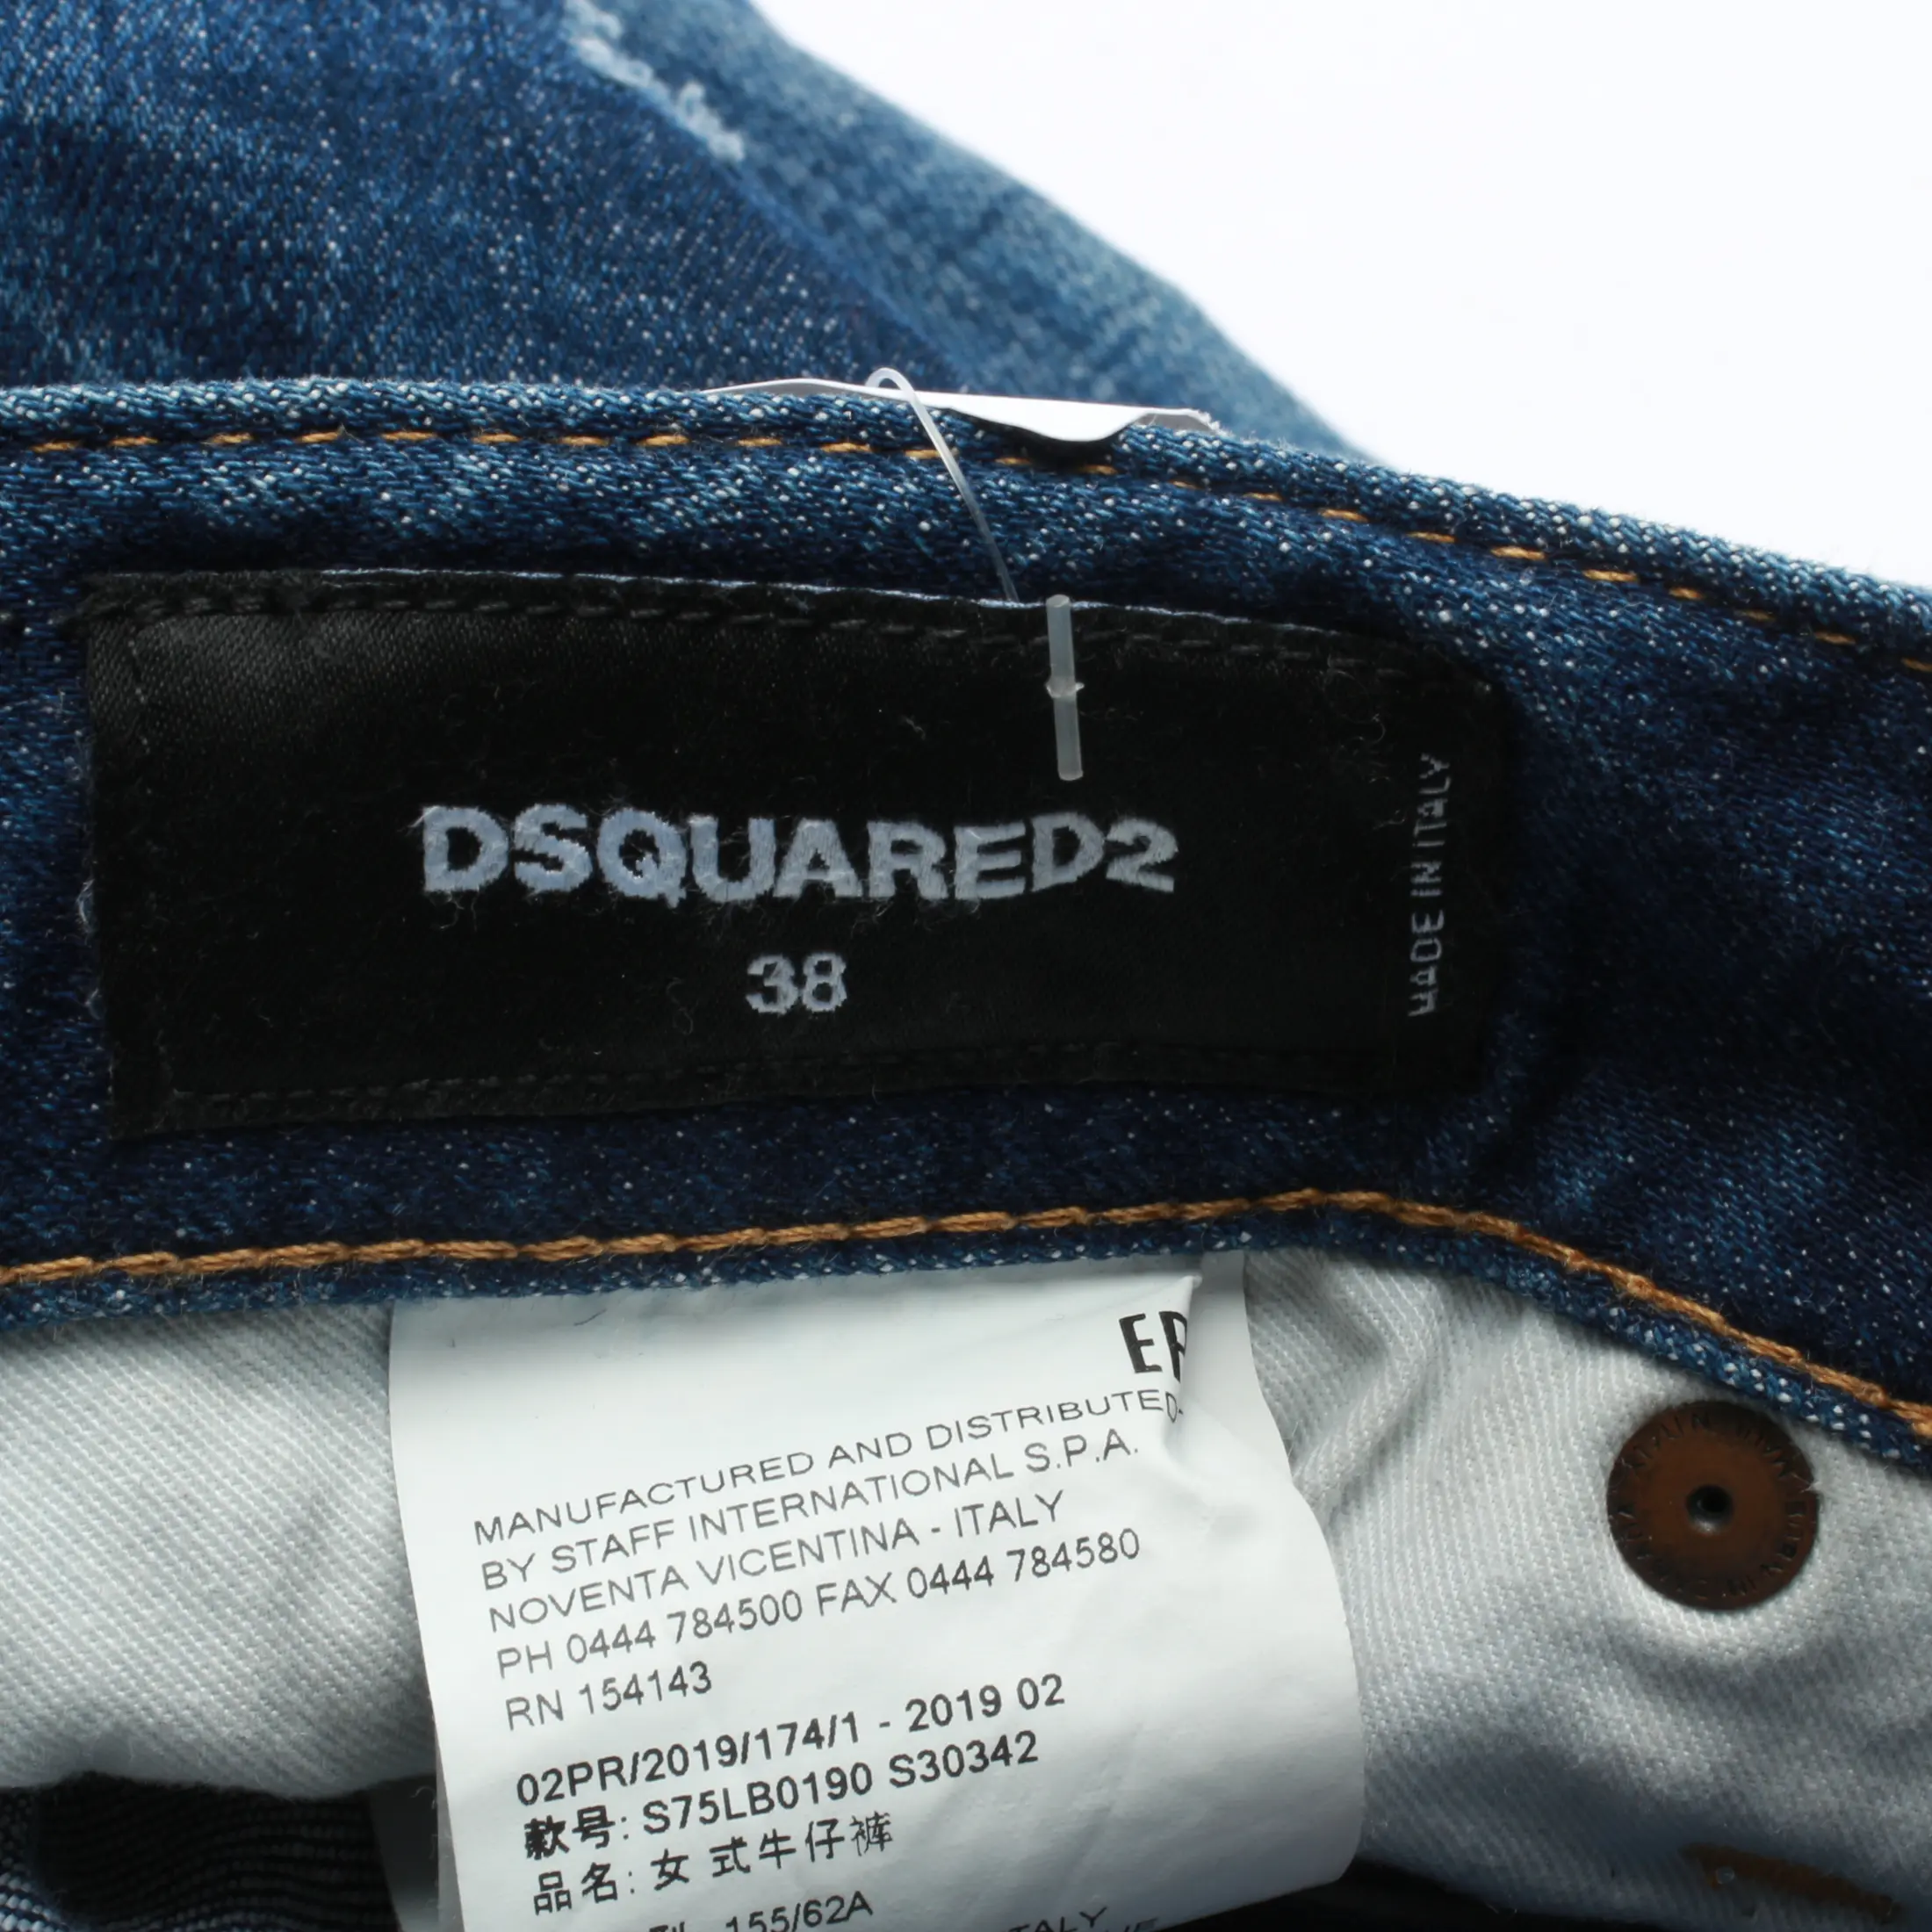 DSQUARED2
38
MADE IN ITALY
MANUFACTURED AND DISTRIBUTED
BY STAFF INTERNATIONAL S.P.A.
NOVENTA VICENTINA - ITALY
PH 0444 784500 FAX 0444 784580
RN 154143
02PR/2019/174/1 - 2019 02
款号: S75LB0190 S30342
品名: 女 式牛仔裤
155/62A